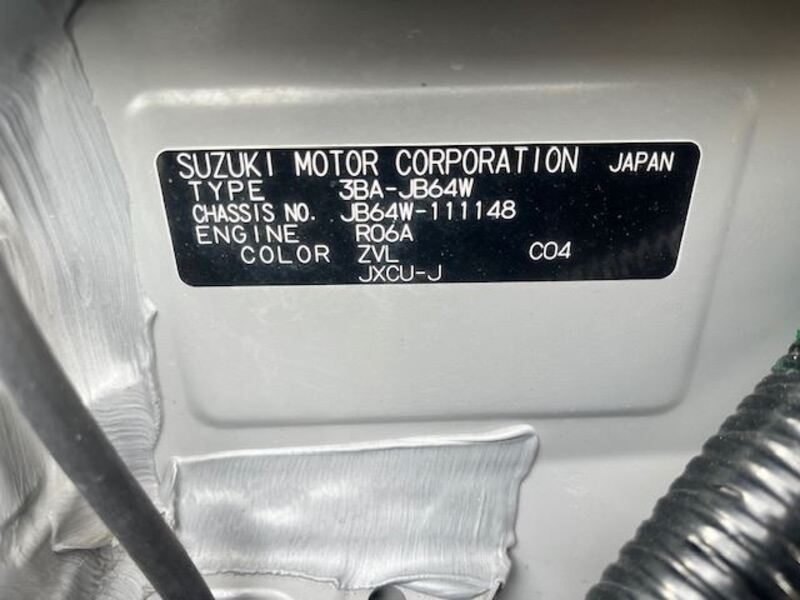 SUZUKI MOTOR CORPORATION JAPAN
TYPE 3BA-JB64W
CHASSIS NO. JB64W-111148
ENGINE R06A
COLOR ZVL C04
JXCU-J